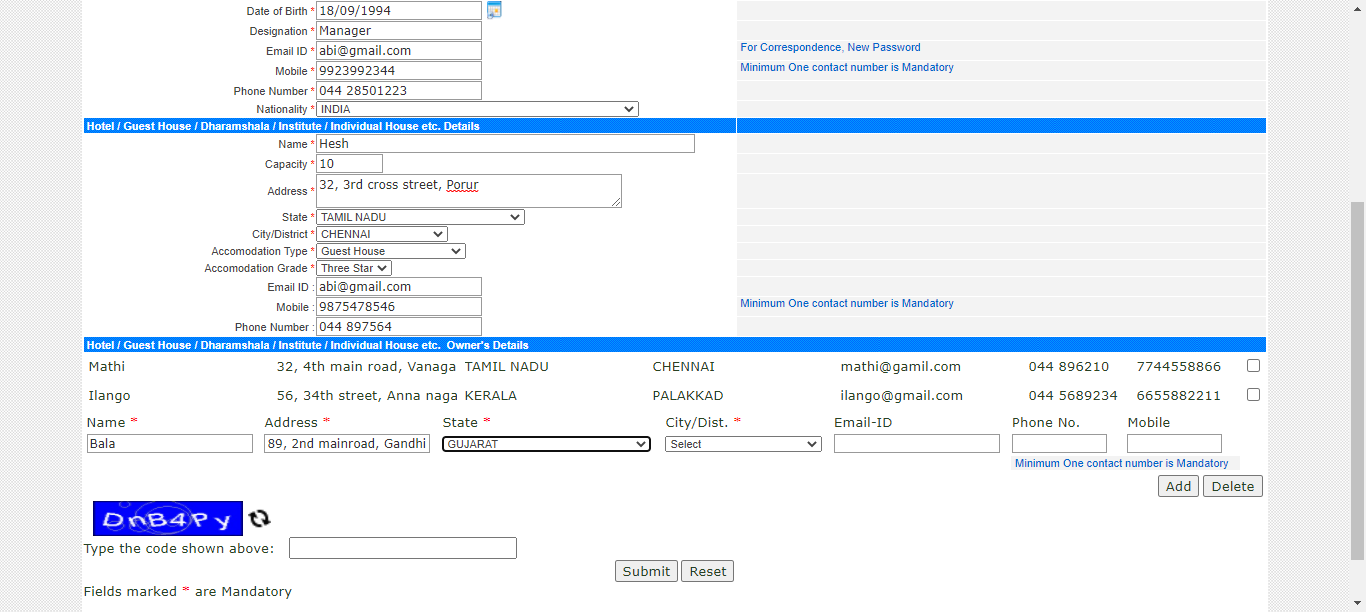 Date of Birth * 18/09/1994
Designation * Manager
Email ID * abi@gmail.com For Correspondence, New Password
Mobile * 9923992344 Minimum One contact number is Mandatory
Phone Number * 044 28501223
Nationality * INDIA
Hotel / Guest House / Dharamshala / Institute / Individual House etc. Details
Name * Hesh
Capacity * 10
Address * 32, 3rd cross street, Porur
State * TAMIL NADU
City/District * CHENNAI
Accomodation Type * Guest House
Accomodation Grade * Three Star
Email ID : abi@gmail.com
Mobile : 9875478546 Minimum One contact number is Mandatory
Phone Number : 044 897564
Hotel / Guest House / Dharamshala / Institute / Individual House etc. Owner's Details
Mathi 32, 4th main road, Vanaga TAMIL NADU CHENNAI mathi@gamil.com 044 896210 7744558866
Ilango 56, 34th street, Anna naga KERALA PALAKKAD ilango@gmail.com 044 5689234 6655882211
Name * Address * State * City/Dist. * Email-ID Phone No. Mobile
Bala 89, 2nd mainroad, Gandhi GUJARAT Select
Minimum One contact number is Mandatory
Add Delete
DnB4Py
Type the code shown above:
Submit Reset
Fields marked * are Mandatory